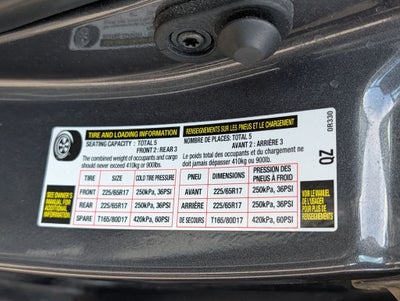 TIRE AND LOADING INFORMATION
SEATING CAPACITY : TOTAL 5
FRONT 2 : REAR 3
The combined weight of occupants and cargo
should never exceed 410kg or 900lbs.
RENSEIGNEMENTS SUR LES PNEUS ET LE CHARGEMENT
NOMBRE DE PLACES: TOTAL 5
AVANT 2 : ARRIÈRE 3
Le poids total des occupants et du chargement ne
doit jamais dépasser 410kg ou 900lb.
SEE OWNER'S
MANUAL FOR
ADDITIONAL
INFORMATION
TIRE SIZE COLD TIRE PRESSURE
FRONT 225/65R17 250kPa, 36PSI
REAR 225/65R17 250kPa, 36PSI
SPARE T165/80D17 420kPa, 60PSI
PNEU DIMENSION PRESSION DES
PNEUS À FROID
AVANT 225/65R17 250kPa, 36PSI
ARRIÈRE 225/65R17 250kPa, 36PSI
DE SECOURS T165/80D17 420kPa, 60PSI
VOIR LE MANUEL
DE L'USAGER
POUR PLUS DE
RENSEIGNEMENTS
0R330
QZ